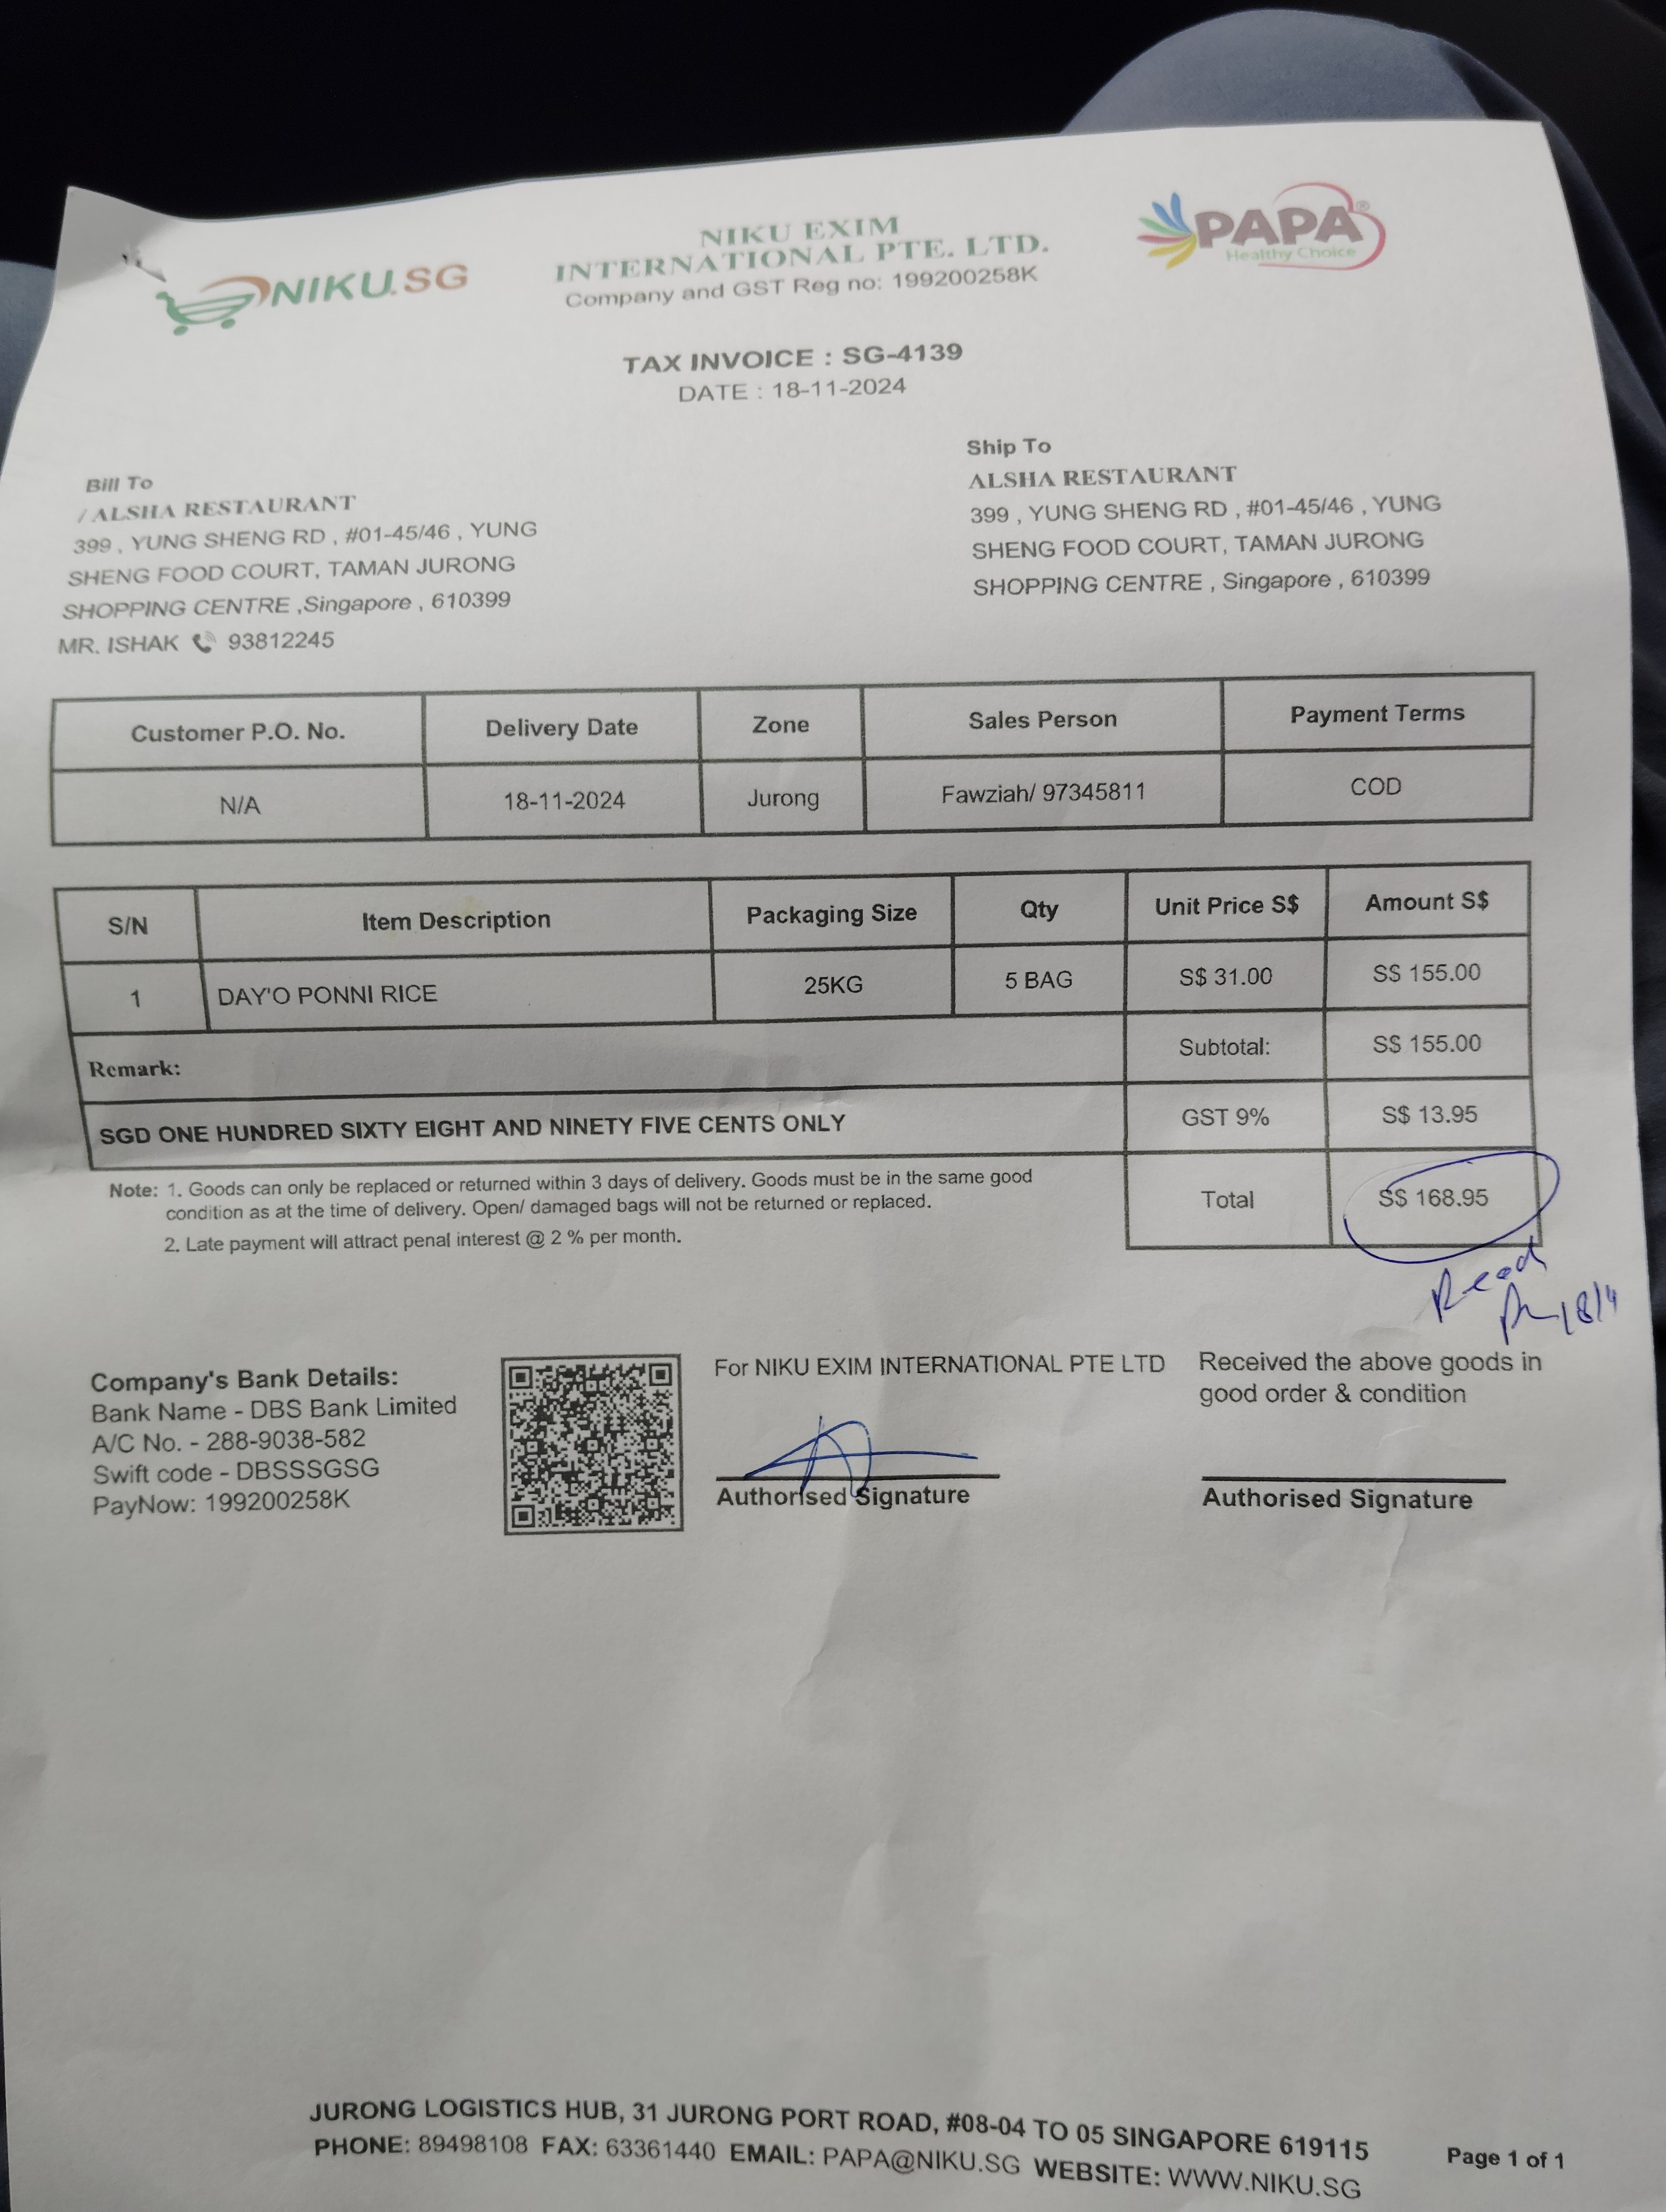 NIKU.SG
NIKU EXIM
INTERNATIONAL PTE. LTD.
Company and GST Reg no: 199200258K
PAPA®
Healthy Choice
TAX INVOICE : SG-4139
DATE : 18-11-2024
Bill To
/ ALSHA RESTAURANT
399 , YUNG SHENG RD , #01-45/46 , YUNG
SHENG FOOD COURT, TAMAN JURONG
SHOPPING CENTRE ,Singapore , 610399
MR. ISHAK 93812245
Ship To
ALSHA RESTAURANT
399 , YUNG SHENG RD , #01-45/46 , YUNG
SHENG FOOD COURT, TAMAN JURONG
SHOPPING CENTRE , Singapore , 610399
Customer P.O. No. Delivery Date Zone Sales Person Payment Terms
N/A 18-11-2024 Jurong Fawziah/ 97345811 COD
S/N Item Description Packaging Size Qty Unit Price S$ Amount S$
1 DAY'O PONNI RICE 25KG 5 BAG S$ 31.00 S$ 155.00
Remark: Subtotal: S$ 155.00
SGD ONE HUNDRED SIXTY EIGHT AND NINETY FIVE CENTS ONLY GST 9% S$ 13.95
Total S$ 168.95
Note: 1. Goods can only be replaced or returned within 3 days of delivery. Goods must be in the same good
condition as at the time of delivery. Open/ damaged bags will not be returned or replaced.
2. Late payment will attract penal interest @ 2 % per month.
Company's Bank Details:
Bank Name - DBS Bank Limited
A/C No. - 288-9038-582
Swift code - DBSSSGSG
PayNow: 199200258K
For NIKU EXIM INTERNATIONAL PTE LTD
Authorised Signature
Received the above goods in
good order & condition
Authorised Signature
JURONG LOGISTICS HUB, 31 JURONG PORT ROAD, #08-04 TO 05 SINGAPORE 619115
PHONE: 89498108 FAX: 63361440 EMAIL: PAPA@NIKU.SG WEBSITE: WWW.NIKU.SG
Page 1 of 1